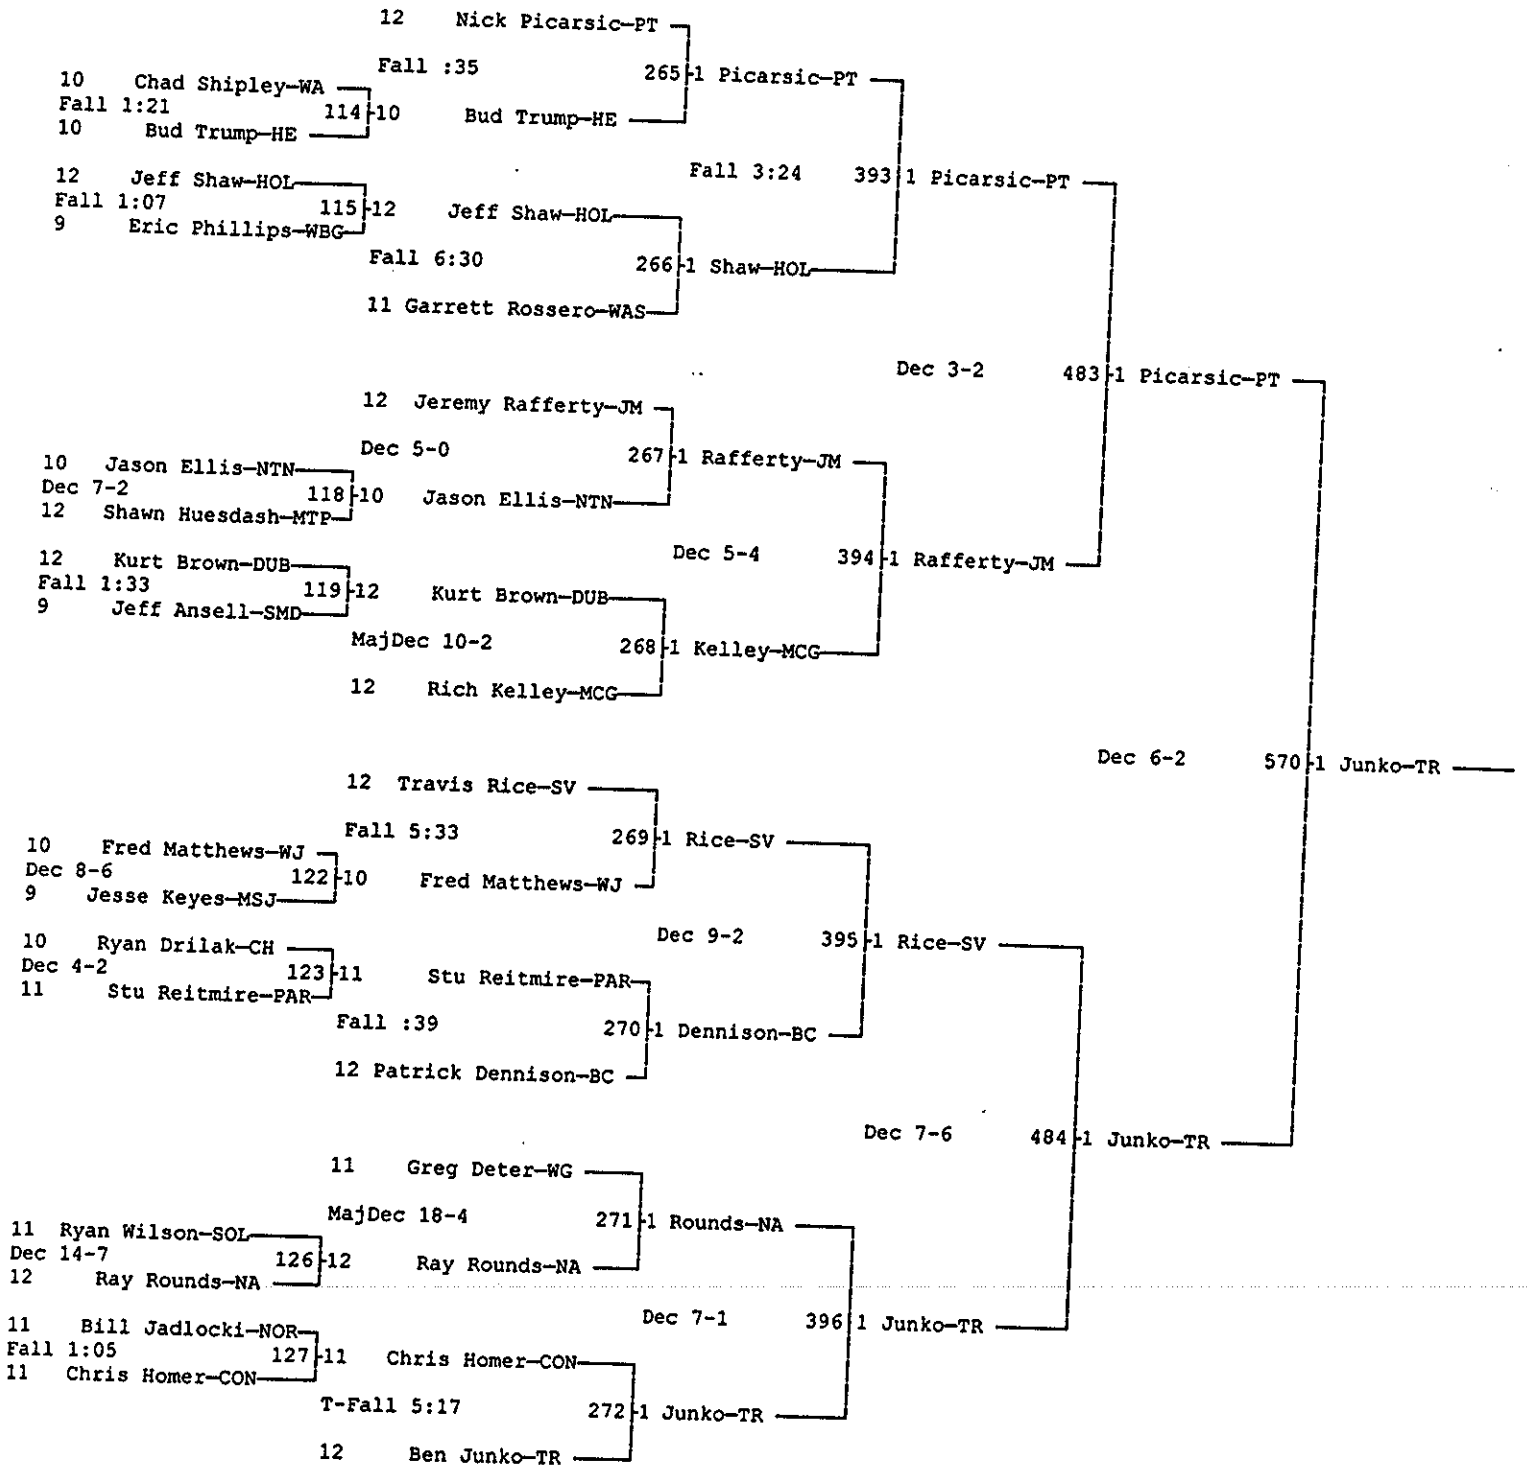 12 Nick Picarsic-PT
Fall :35 265 1 Picarsic-PT
10 Chad Shipley-WA
Fall 1:21 114 10 Bud Trump-HE
10 Bud Trump-HE
Fall 3:24 393 1 Picarsic-PT
12 Jeff Shaw-HOL
Fall 1:07 115 12 Jeff Shaw-HOL
9 Eric Phillips-WBG
Fall 6:30 266 1 Shaw-HOL
11 Garrett Rossero-WAS
Dec 3-2 483 1 Picarsic-PT
12 Jeremy Rafferty-JM
Dec 5-0 267 1 Rafferty-JM
10 Jason Ellis-NTN
Dec 7-2 118 10 Jason Ellis-NTN
12 Shawn Huesdash-MTP
Dec 5-4 394 1 Rafferty-JM
12 Kurt Brown-DUB
Fall 1:33 119 12 Kurt Brown-DUB
9 Jeff Ansell-SMD
MajDec 10-2 268 1 Kelley-MCG
12 Rich Kelley-MCG
Dec 6-2 570 1 Junko-TR
12 Travis Rice-SV
Fall 5:33 269 1 Rice-SV
10 Fred Matthews-WJ
Dec 8-6 122 10 Fred Matthews-WJ
9 Jesse Keyes-MSJ
Dec 9-2 395 1 Rice-SV
10 Ryan Drilak-CH
Dec 4-2 123 11 Stu Reitmire-PAR
11 Stu Reitmire-PAR
Fall :39 270 1 Dennison-BC
12 Patrick Dennison-BC
Dec 7-6 484 1 Junko-TR
11 Greg Deter-WG
MajDec 18-4 271 1 Rounds-NA
11 Ryan Wilson-SOL
Dec 14-7 126 12 Ray Rounds-NA
12 Ray Rounds-NA
Dec 7-1 396 1 Junko-TR
11 Bill Jadlocki-NOR
Fall 1:05 127 11 Chris Homer-CON
11 Chris Homer-CON
T-Fall 5:17 272 1 Junko-TR
12 Ben Junko-TR